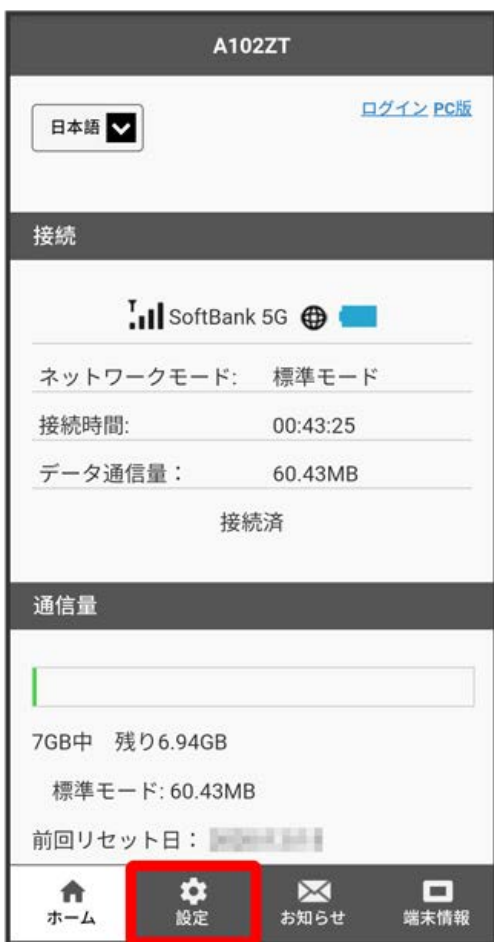 A102ZT
日本語
ログイン PC版
接続
SoftBank 5G
ネットワークモード: 標準モード
接続時間: 00:43:25
データ通信量： 60.43MB
接続済
通信量
7GB中 残り6.94GB
標準モード: 60.43MB
前回リセット日：
ホーム 設定 お知らせ 端末情報